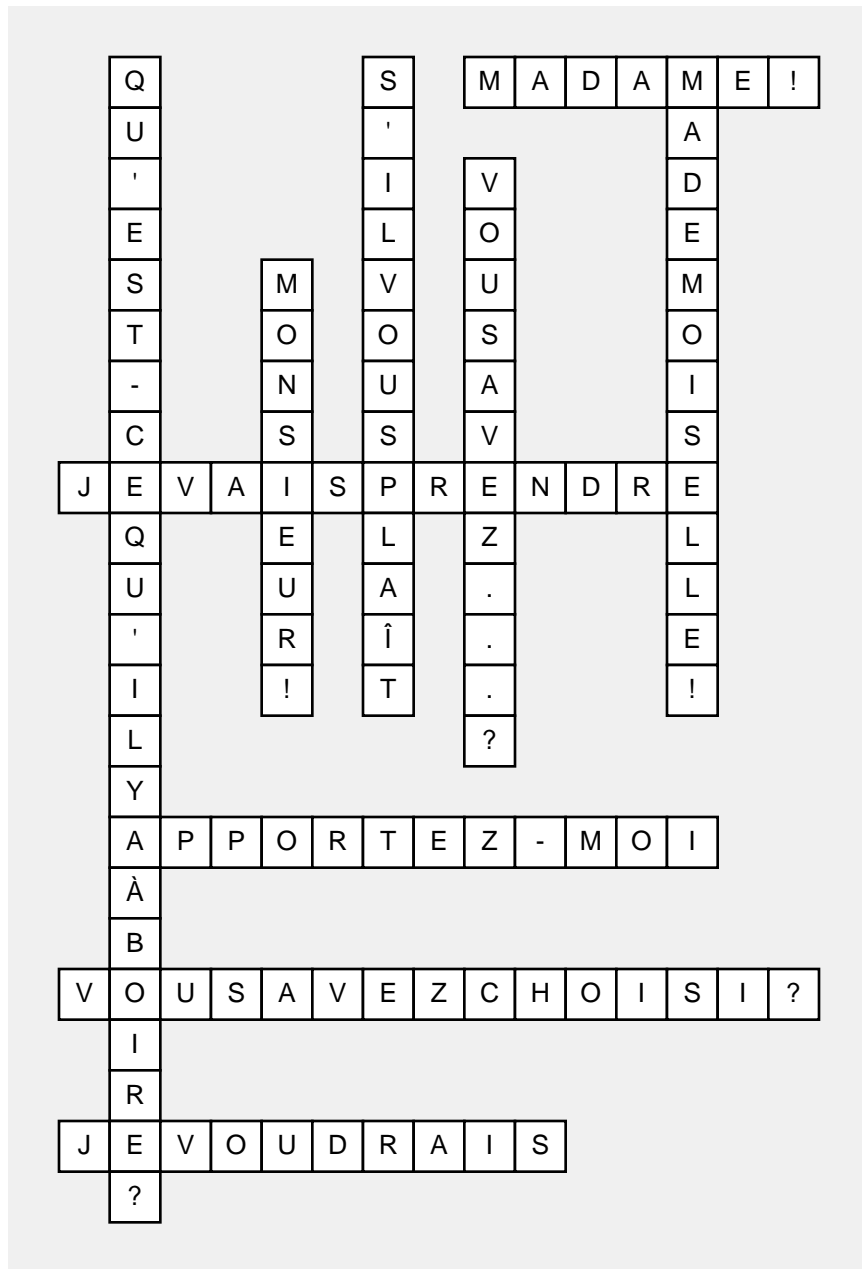 QU'EST-CEQU'ILYAÀBOIRE?
S'ILVOUSPLAÎT
MADAME!
MADEMOISELLE!
VOUSAVEZ...?
MONSIEUR!
JEVAISPRENDRE
APPORTEZ-MOI
VOUSAVEZCHOISI?
JEVOUDRAIS